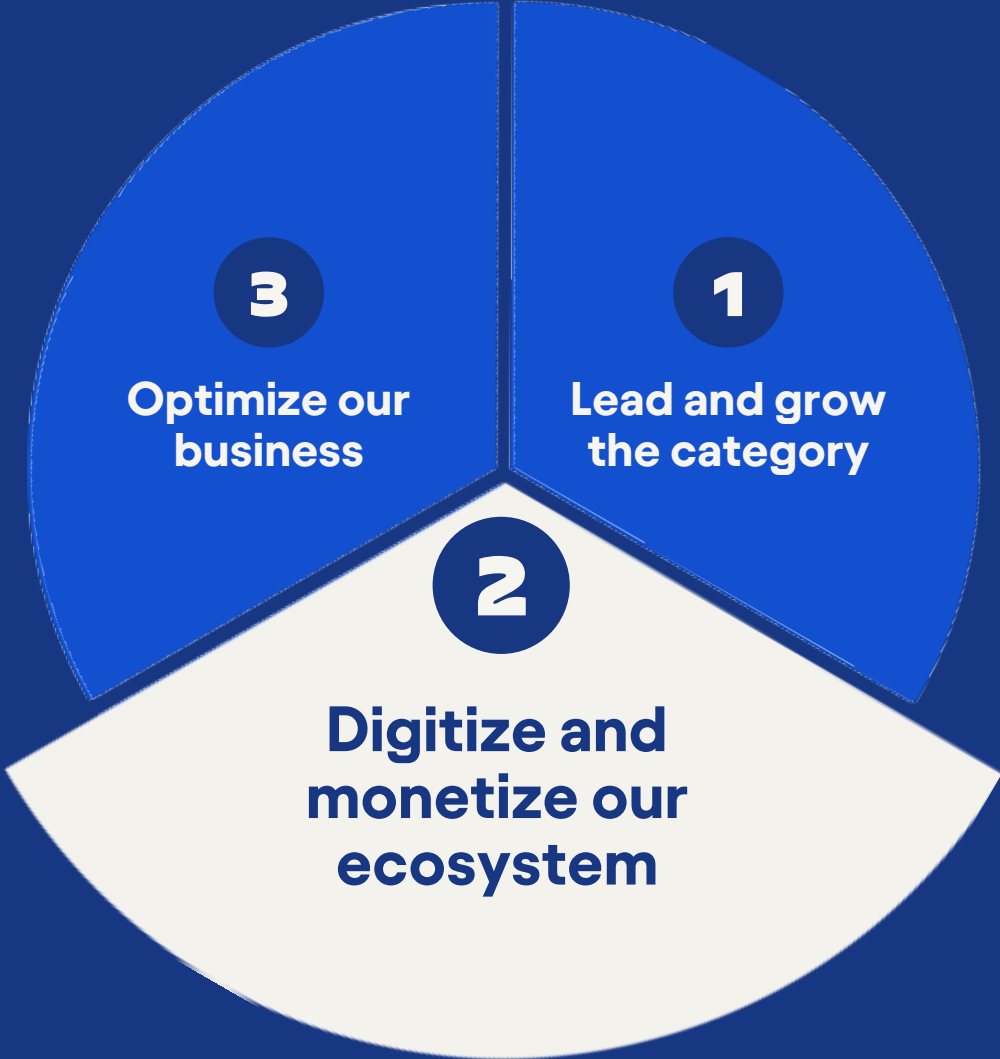 3
Optimize our
business
1
Lead and grow
the category
2
Digitize and
monetize our
ecosystem